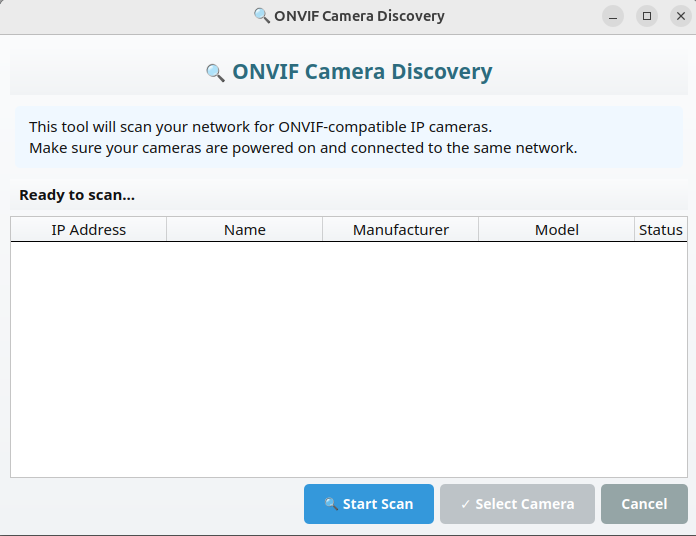 🔍 ONVIF Camera Discovery
🔍 ONVIF Camera Discovery
This tool will scan your network for ONVIF-compatible IP cameras.
Make sure your cameras are powered on and connected to the same network.
Ready to scan...
IP Address Name Manufacturer Model Status
🔍 Start Scan ✓ Select Camera Cancel